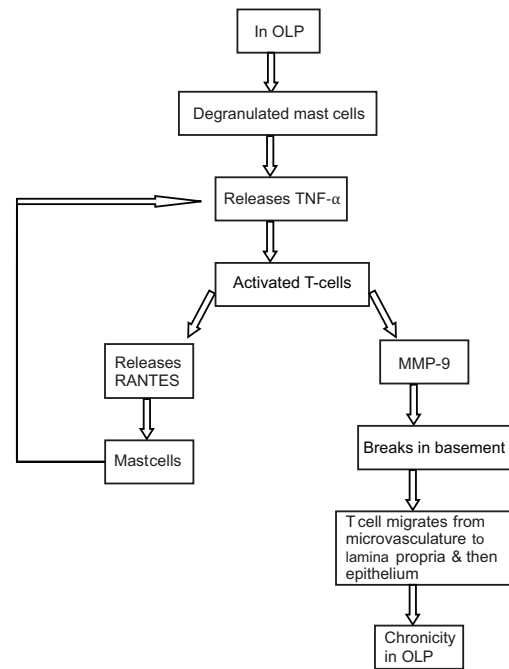 In OLP
Degranulated mast cells
Releases TNF-α
Activated T-cells
Releases
RANTES
Mastcells
MMP-9
Breaks in basement
T cell migrates from
microvasculature to
lamina propria & then
epithelium
Chronicity
in OLP